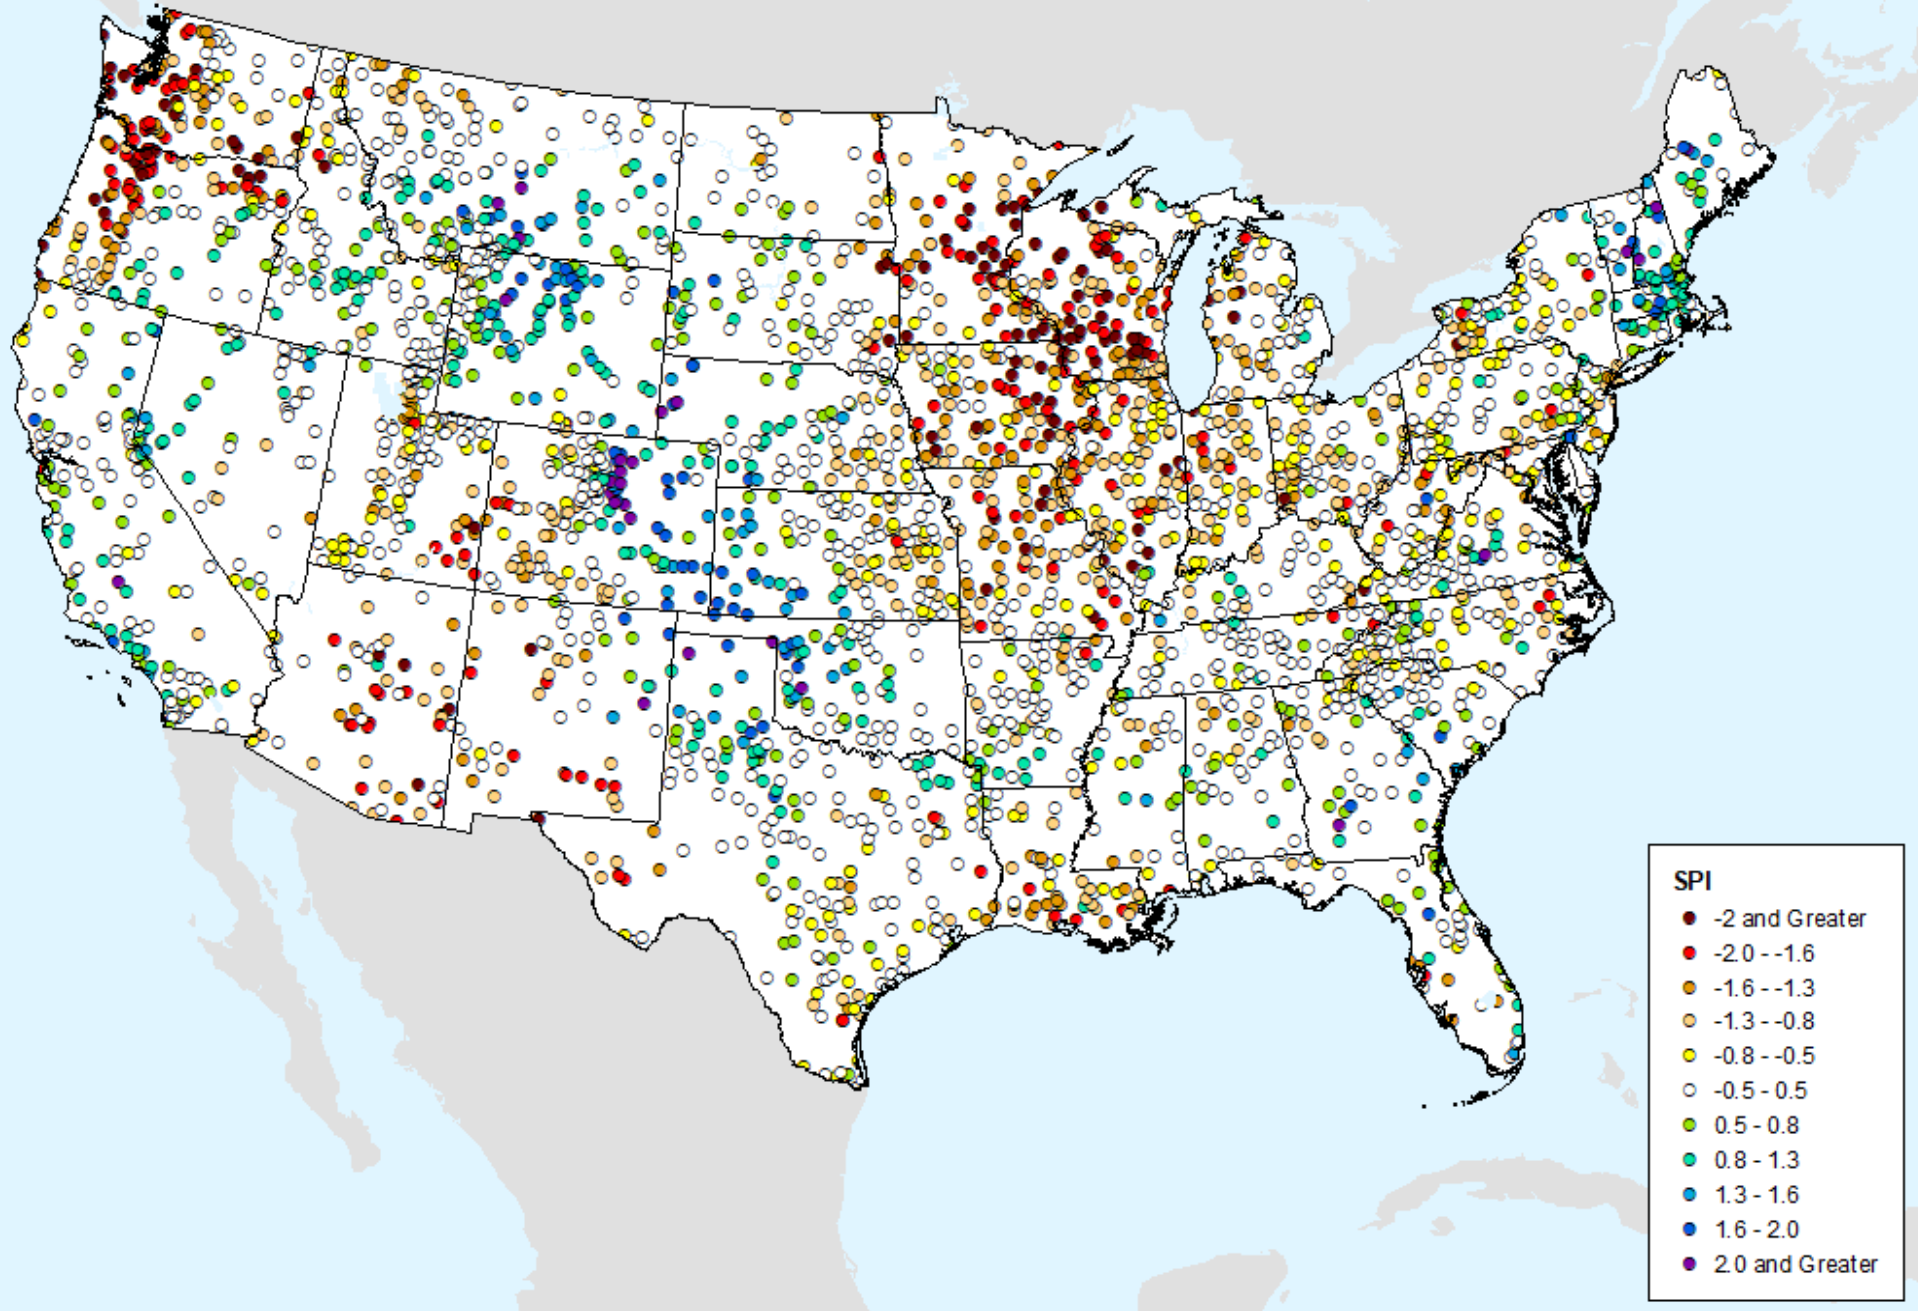 SPI
-2 and Greater
-2.0 - -1.6
-1.6 - -1.3
-1.3 - -0.8
-0.8 - -0.5
-0.5 - 0.5
0.5 - 0.8
0.8 - 1.3
1.3 - 1.6
1.6 - 2.0
2.0 and Greater